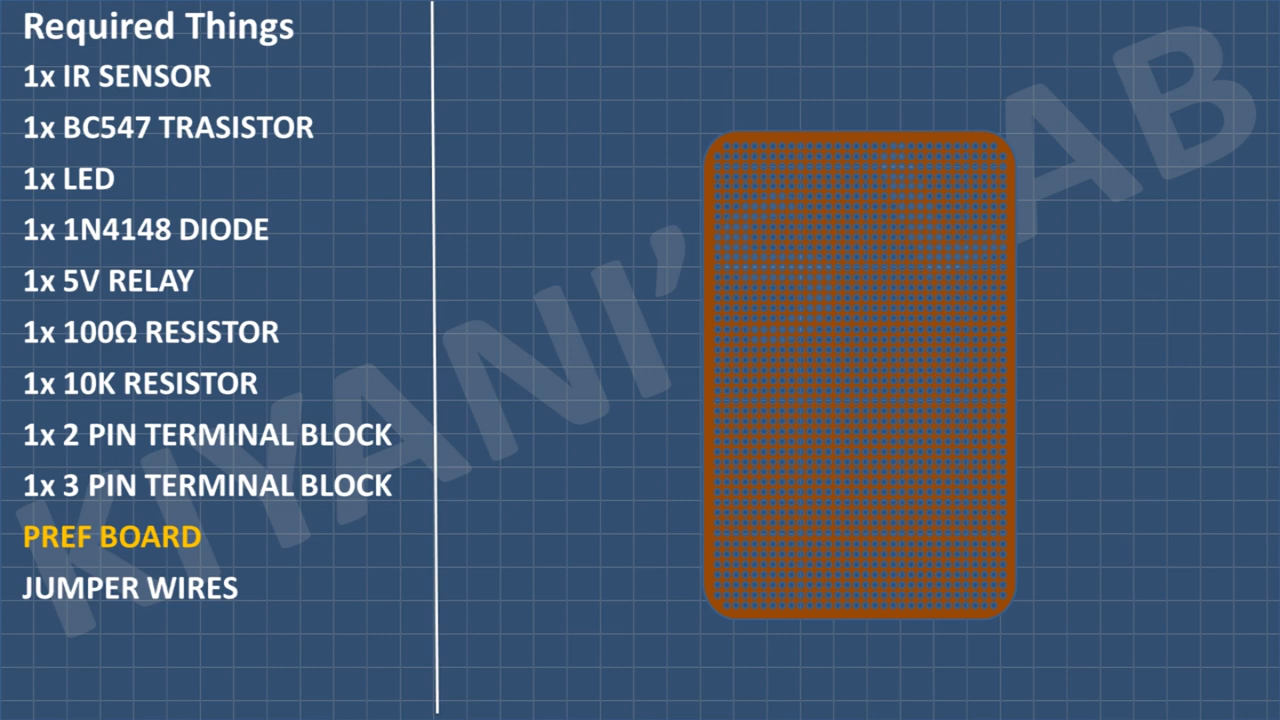 Required Things
1x IR SENSOR
1x BC547 TRASISTOR
1x LED
1x 1N4148 DIODE
1x 5V RELAY
1x 100Ω RESISTOR
1x 10K RESISTOR
1x 2 PIN TERMINAL BLOCK
1x 3 PIN TERMINAL BLOCK
PREF BOARD
JUMPER WIRES
KIYANI’ AB